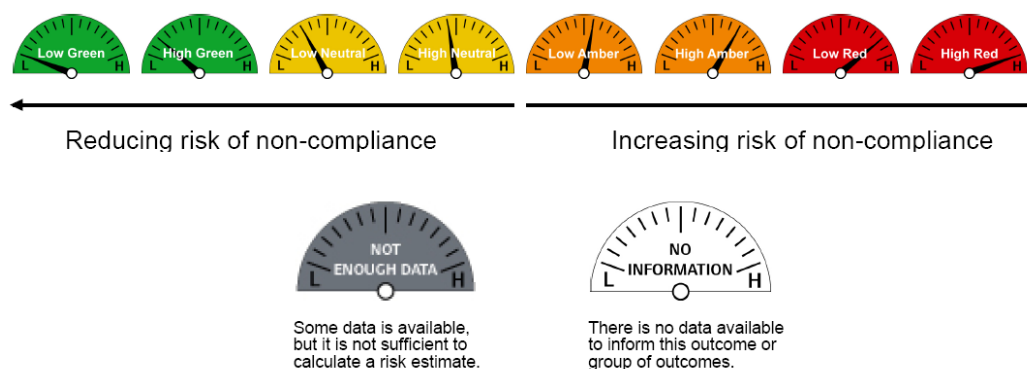 Low Green
L
High Green
Low Neutral
L H
High Neutral
Low Amber
L H
High Amber
Low Red
L H
High Red
H
Reducing risk of non-compliance
Increasing risk of non-compliance
NOT
ENOUGH DATA
L H
NO
INFORMATION
L H
Some data is available,
but it is not sufficient to
calculate a risk estimate.
There is no data available
to inform this outcome or
group of outcomes.